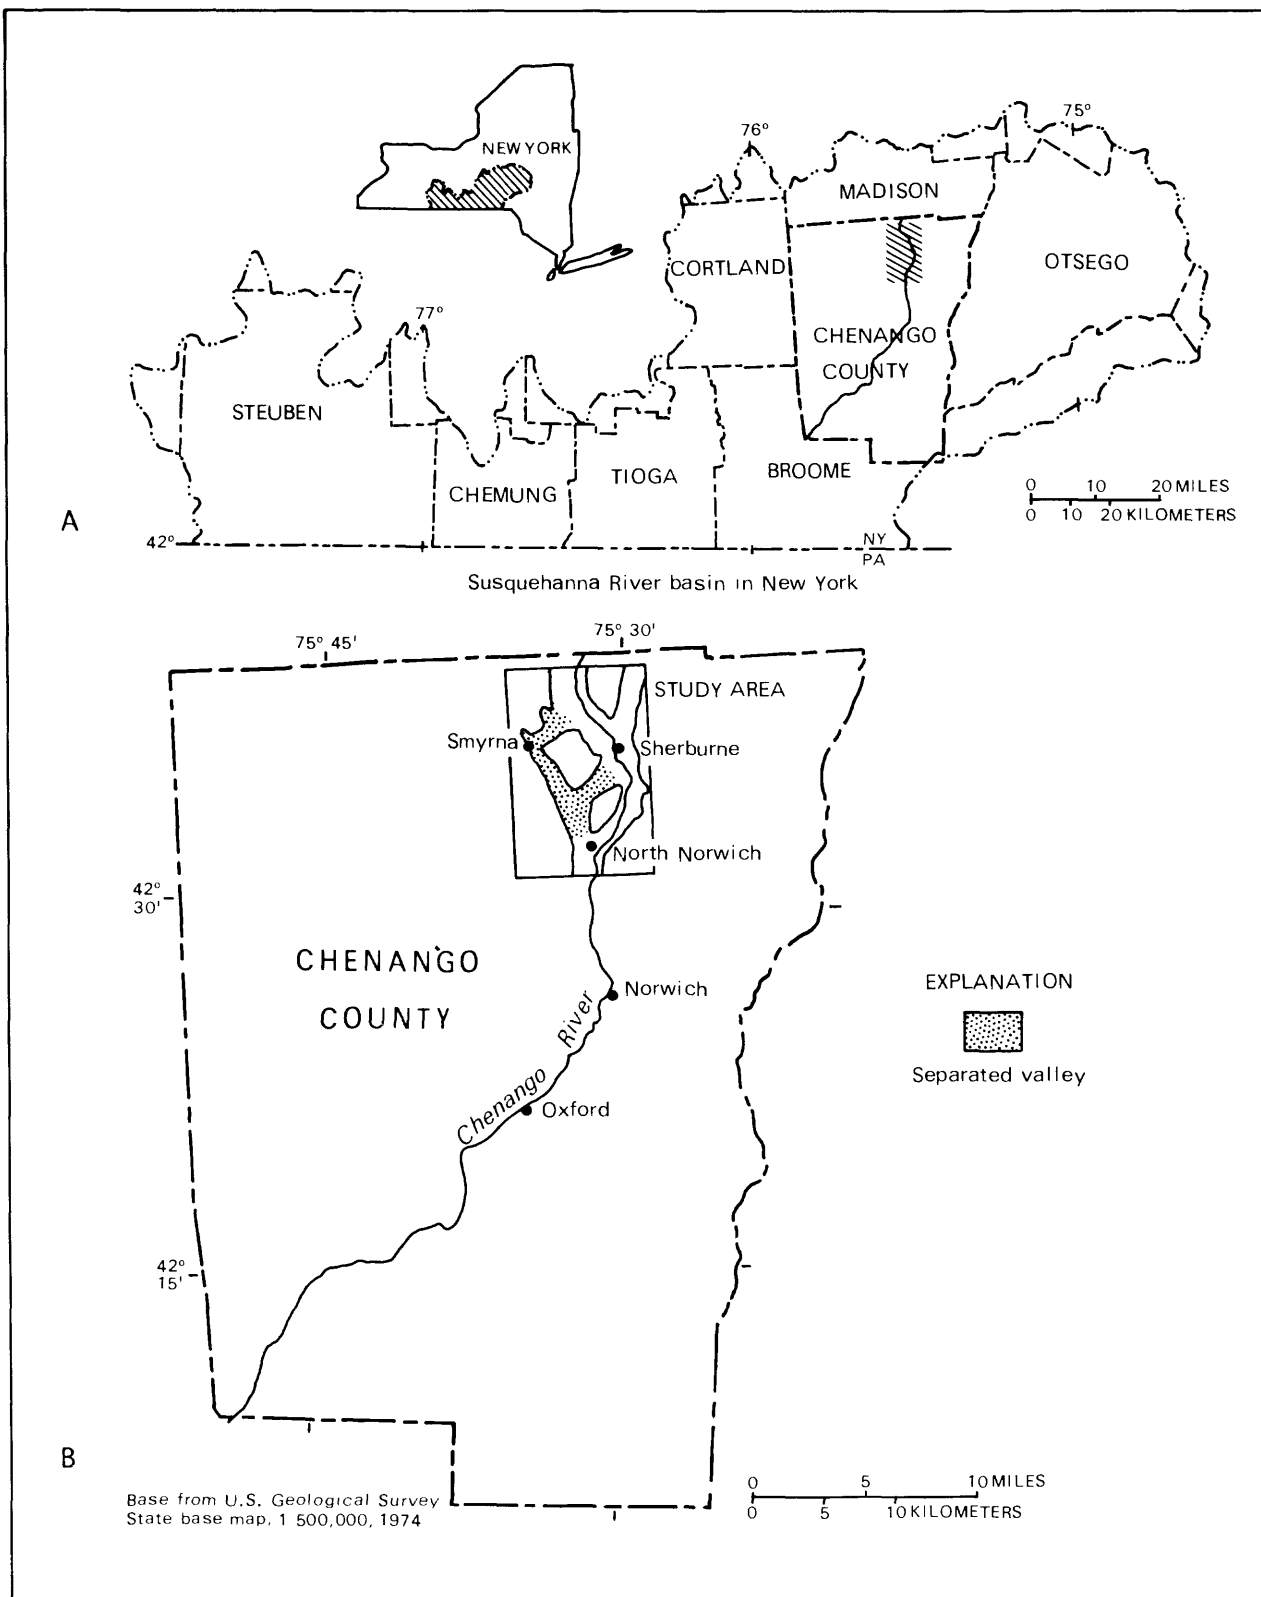 NEW YORK
76°
75°
MADISON
CORTLAND
OTSEGO
77°
CHENANGO
COUNTY
STEUBEN
CHEMUNG
TIOGA
BROOME
0 10 20 MILES
0 10 20 KILOMETERS
A
42°
NY
PA
Susquehanna River basin in New York
75° 45'
75° 30'
STUDY AREA
Smyrna
Sherburne
North Norwich
42°
30'
CHENANGO
COUNTY
Norwich
Chenango River
Oxford
EXPLANATION
Separated valley
42°
15'
B
Base from U.S. Geological Survey
State base map, 1 500,000, 1974
0 5 10 MILES
0 5 10 KILOMETERS